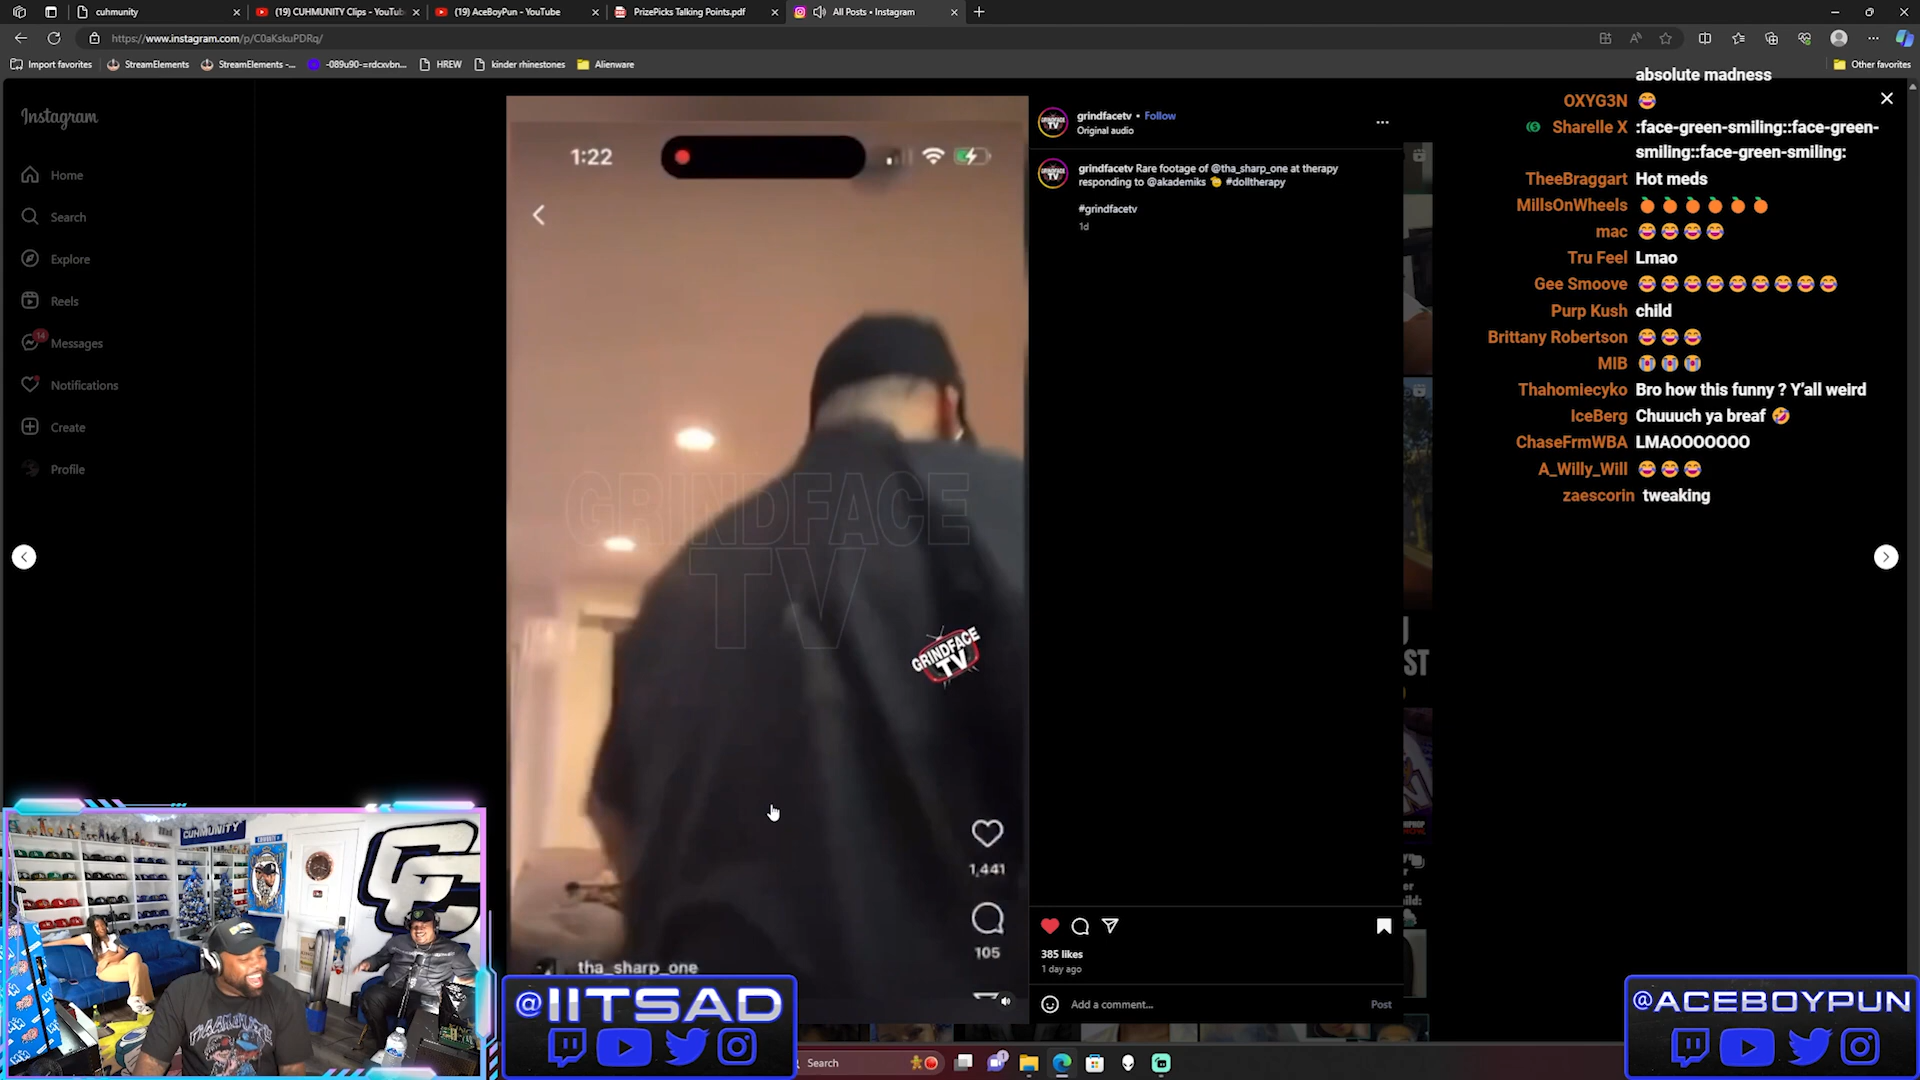 cuhmunity
(19) CUHMUNITY Clips - YouTub
(19) AceBoyPun - YouTube
PrizePicks Talking Points.pdf
All Posts • Instagram
https://www.instagram.com/p/C0aKskuPDRq/
Import favorites
StreamElements
StreamElements -...
-089u90-=rdcxvbn...
HREW
kinder rhinestones
Alienware
Other favorites
Instagram
Home
Search
Explore
Reels
14
Messages
Notifications
Create
Profile
1:22
GRINDFACE
TV
GRINDFACE
TV
1,441
105
tha_sharp_one
grindfacetv • Follow
Original audio
grindfacetv Rare footage of @tha_sharp_one at therapy
responding to @akademiks #dolltherapy
#grindfacetv
1d
385 likes
1 day ago
Add a comment...
Post
absolute madness
OXYG3N 😂
Sharelle X :face-green-smiling::face-green-
smiling::face-green-smiling:
TheeBraggart Hot meds
MillsOnWheels 🍊🍊🍊🍊🍊🍊
mac 😂😂😂😂
Tru Feel Lmao
Gee Smoove 😂😂😂😂😂😂😂😂😂
Purp Kush child
Brittany Robertson 😂😂😂
MIB 😭😭😭
Thahomiecyko Bro how this funny ? Y'all weird
IceBerg Chuuuch ya breaf 🤣
ChaseFrmWBA LMAOOOOOOO
A_Willy_Will 😂😂😂
zaescorin tweaking
CUHMUNITY
@IITSAD
Search
@ACEBOYPUN